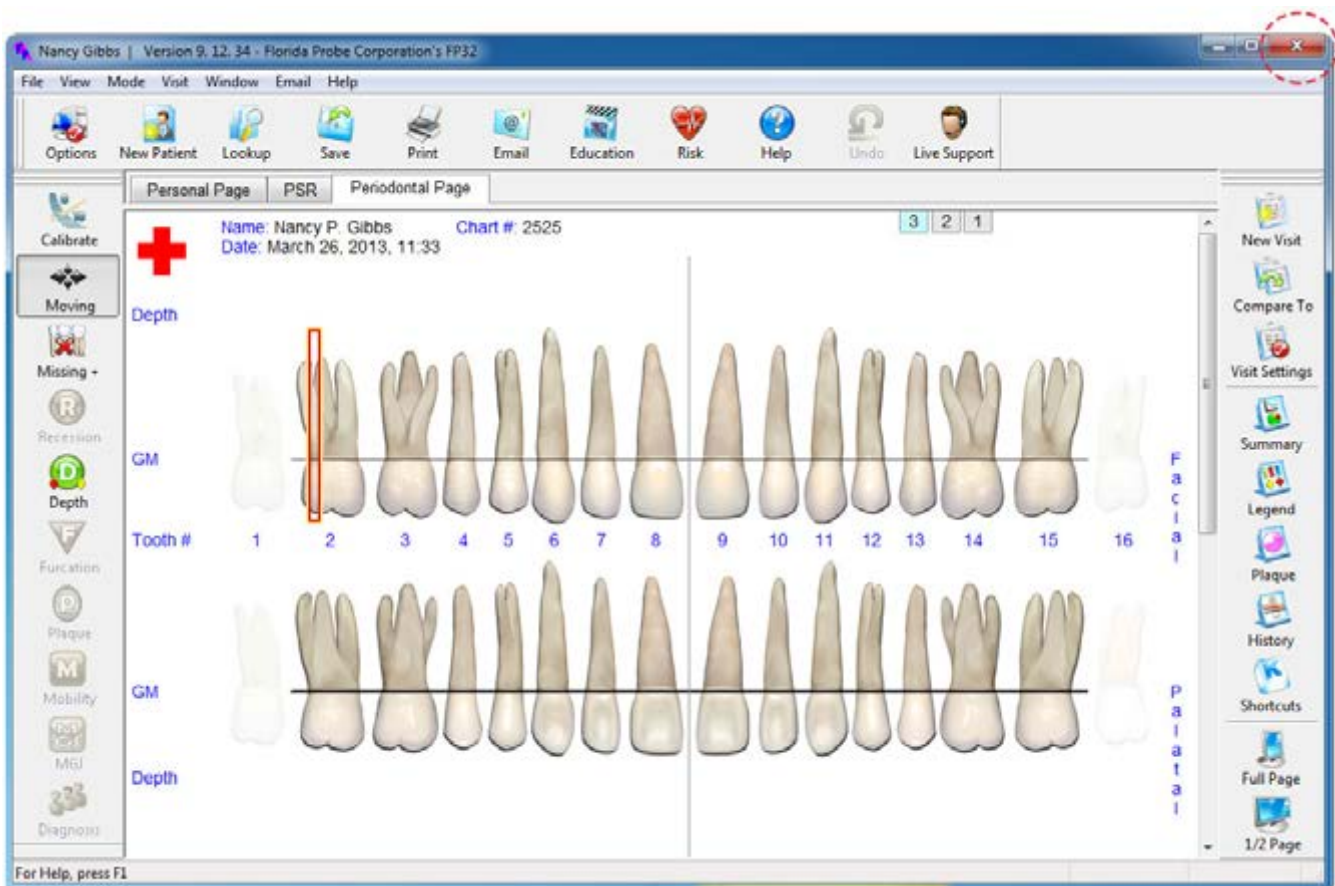 Nancy Gibbs | Version 9. 12. 34 - Florida Probe Corporation's FP32
File View Mode Visit Window Email Help
Options New Patient Lookup Save Print Email Education Risk Help Undo Live Support
Personal Page PSR Periodontal Page
Calibrate
Moving
Missing +
R
Recession
D
Depth
F
Furcation
P
Plaque
M
Mobility
MGJ
Diagnosis
Name: Nancy P. Gibbs Chart #: 2525
Date: March 26, 2013, 11:33
3 2 1
Depth
GM
Facial
Tooth # 1 2 3 4 5 6 7 8 9 10 11 12 13 14 15 16
GM
Palatal
Depth
New Visit
Compare To
Visit Settings
Summary
Legend
Plaque
History
Shortcuts
Full Page
1/2 Page
For Help, press F1